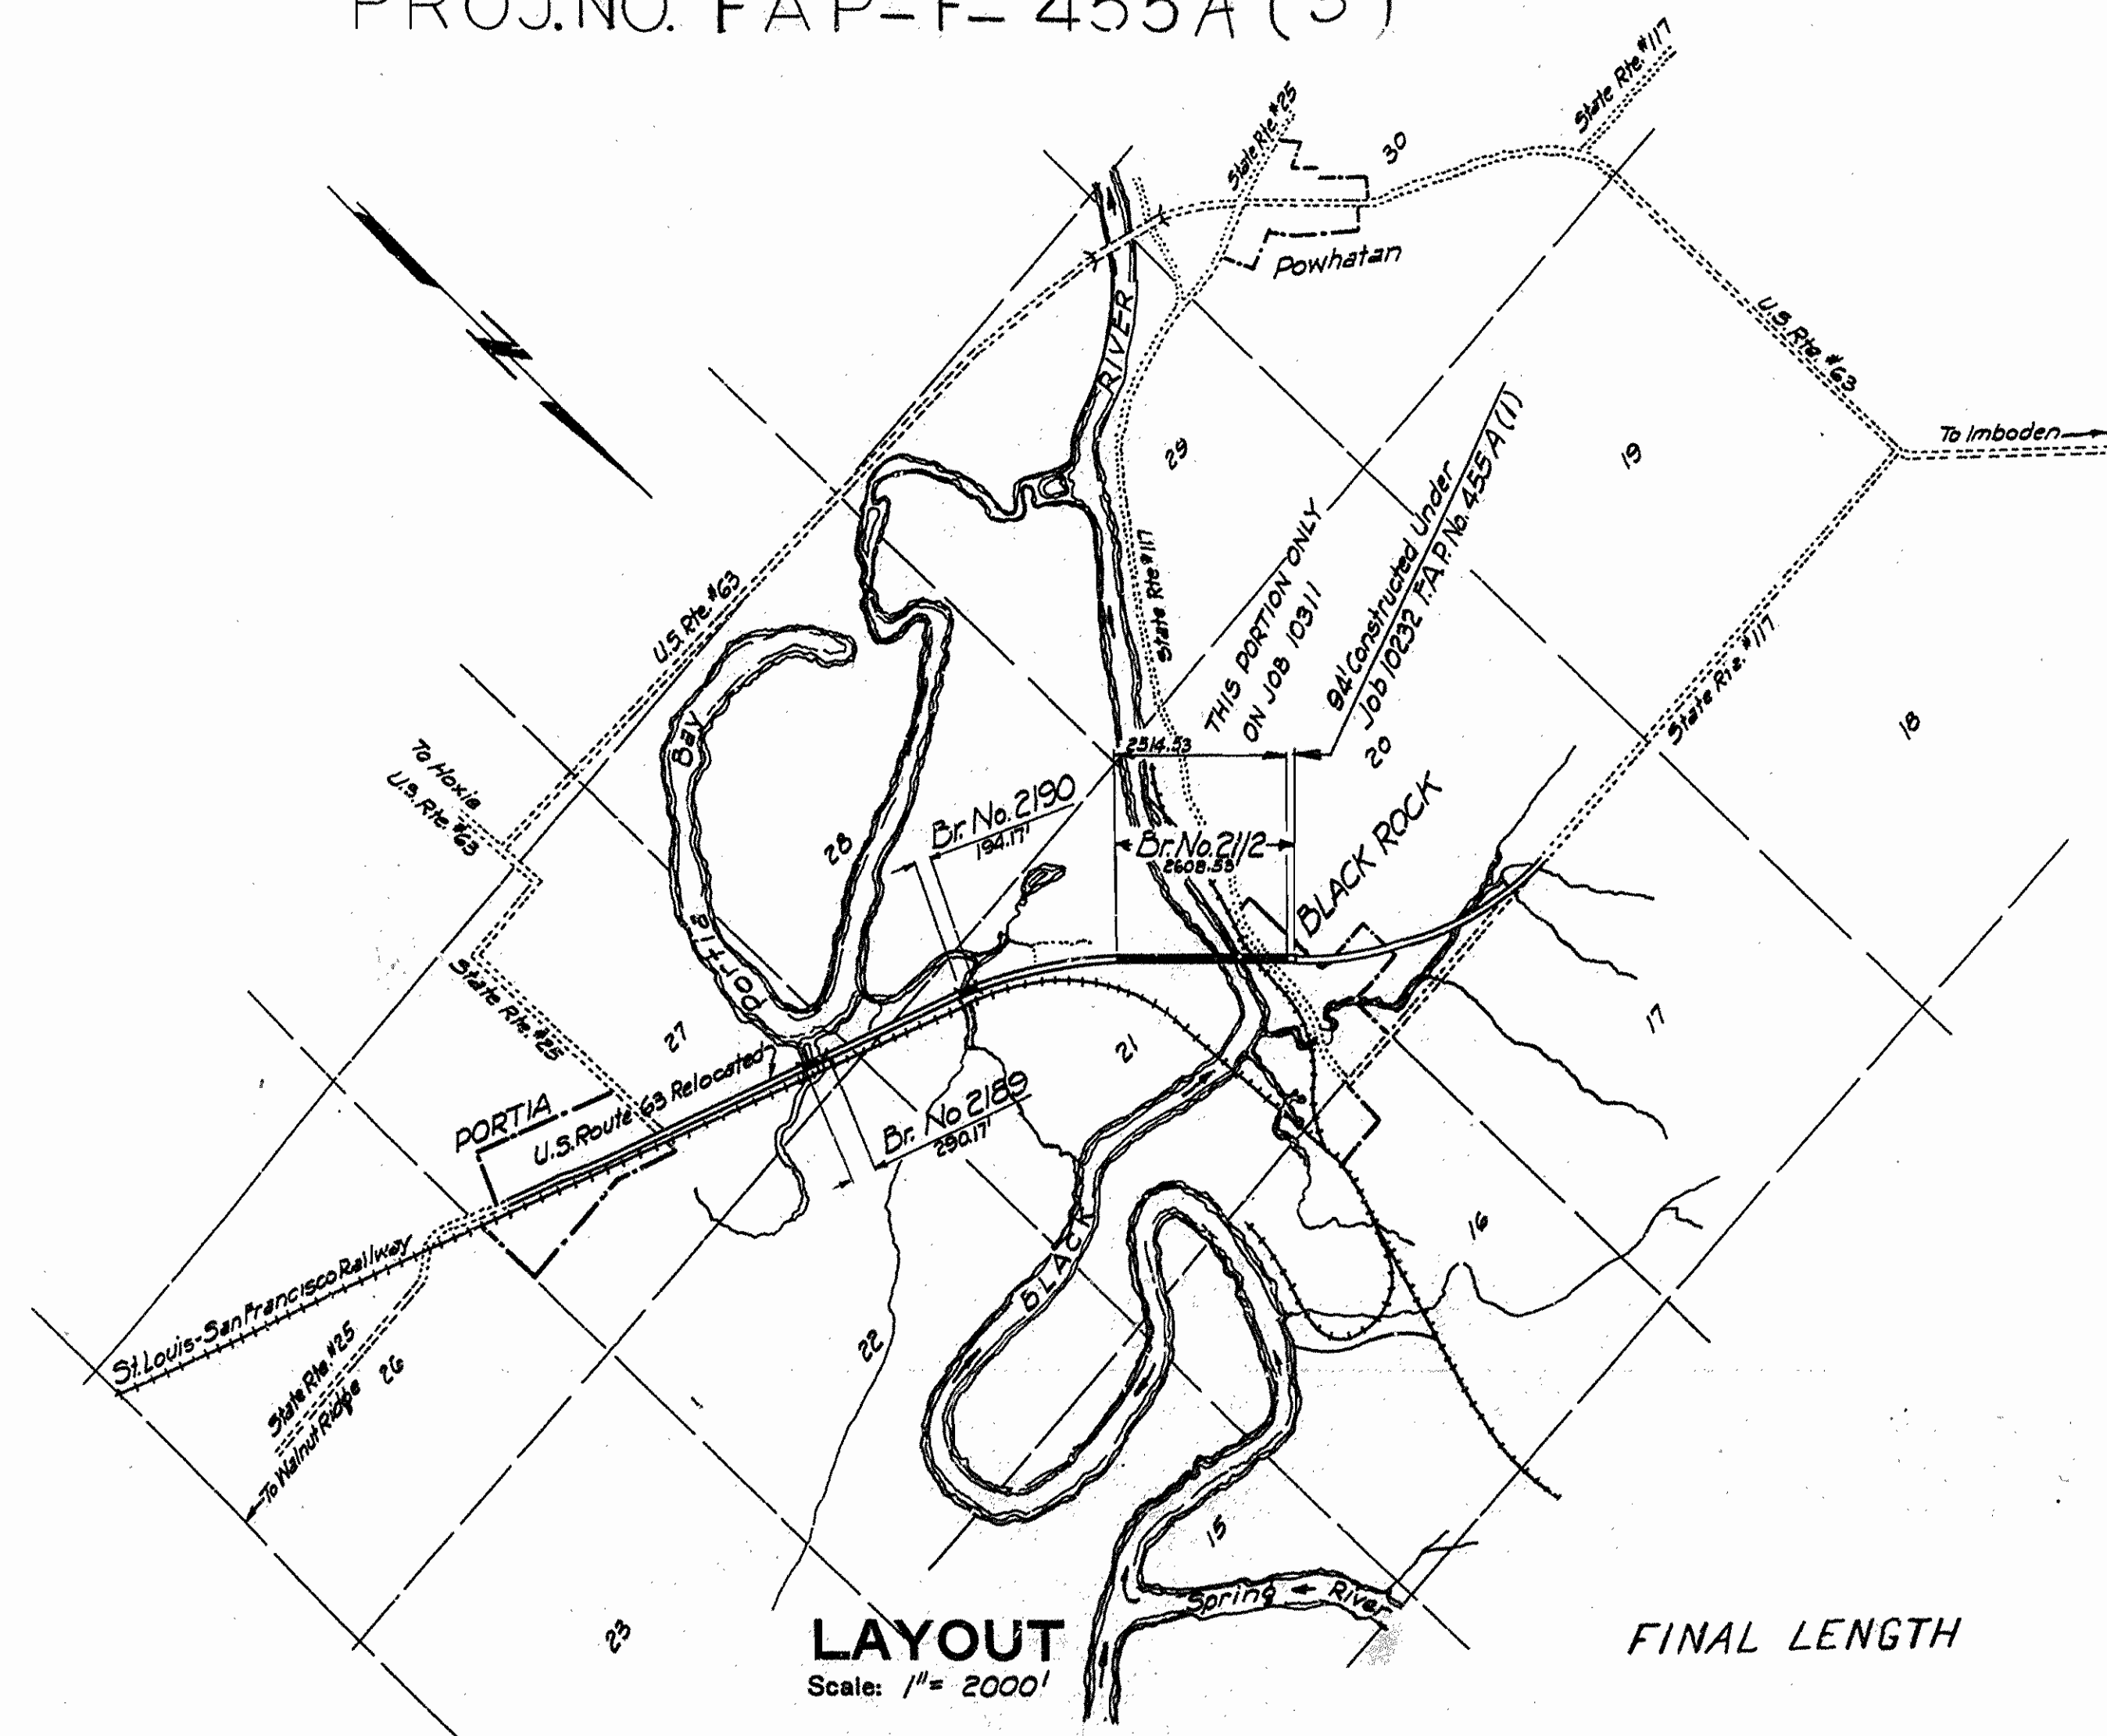 PROJ. NO. FAP-F-455A(3)
State Rte. #117
State Rte. #25
30
Powhatan
U.S. Rte. #63
To Imboden
RIVER
29
19
THIS PORTION ONLY
ON JOB 10311
94' Constructed Under
Job 10232 F.A.P. No. 455 A (1)
State Rte #117
U.S. Rte. #63
State Rte. #117
18
20
2514.53
Bay
To Hoxie
U.S. Rte. #63
28
Br. No. 2190
194.17'
Br. No. 2112
2608.53
BLACK ROCK
Portia
State Rte. #25
27
17
21
U.S. Route 63 Relocated
PORTIA
Br. No 2189
290.17'
BLACK
16
St. Louis-San Francisco Railway
State Rte. #25
To Walnut Ridge
26
22
15
Spring River
23
LAYOUT
Scale: 1" = 2000'
FINAL LENGTH
N